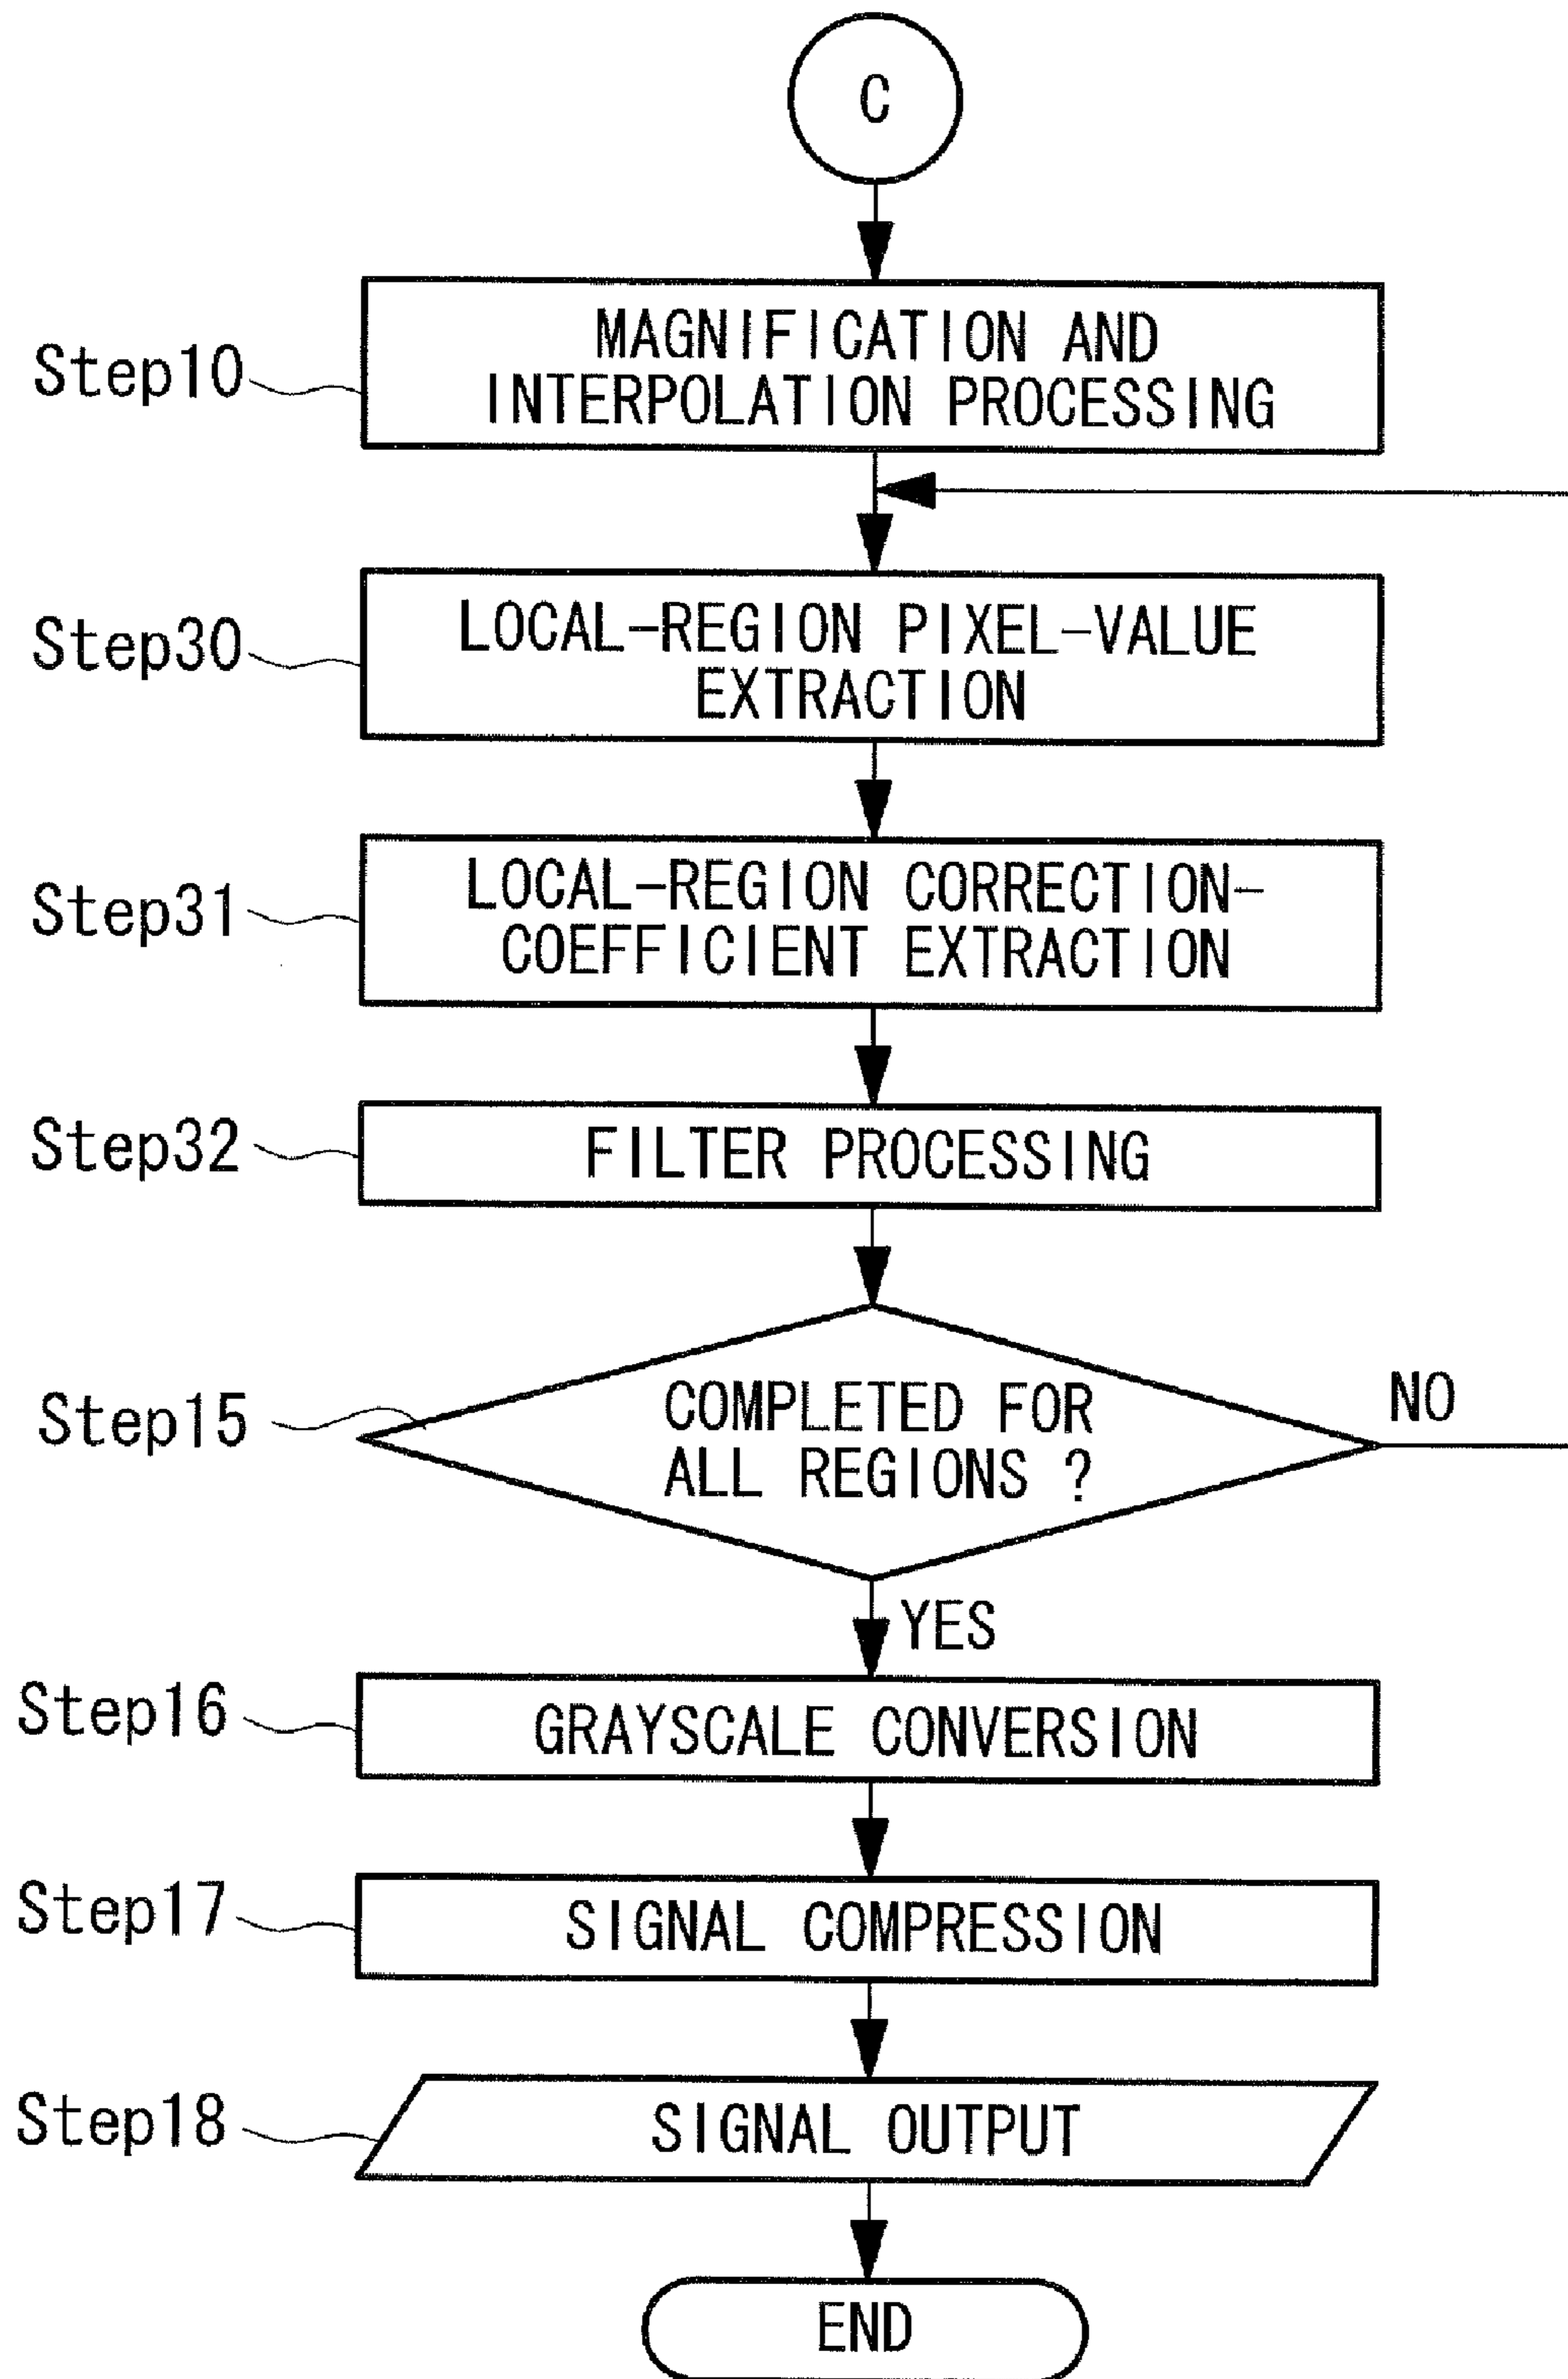 C
Step10
MAGNIFICATION AND
INTERPOLATION PROCESSING
Step30
LOCAL-REGION PIXEL-VALUE
EXTRACTION
Step31
LOCAL-REGION CORRECTION-
COEFFICIENT EXTRACTION
Step32
FILTER PROCESSING
Step15
COMPLETED FOR
ALL REGIONS ?
NO
YES
Step16
GRAYSCALE CONVERSION
Step17
SIGNAL COMPRESSION
Step18
SIGNAL OUTPUT
END